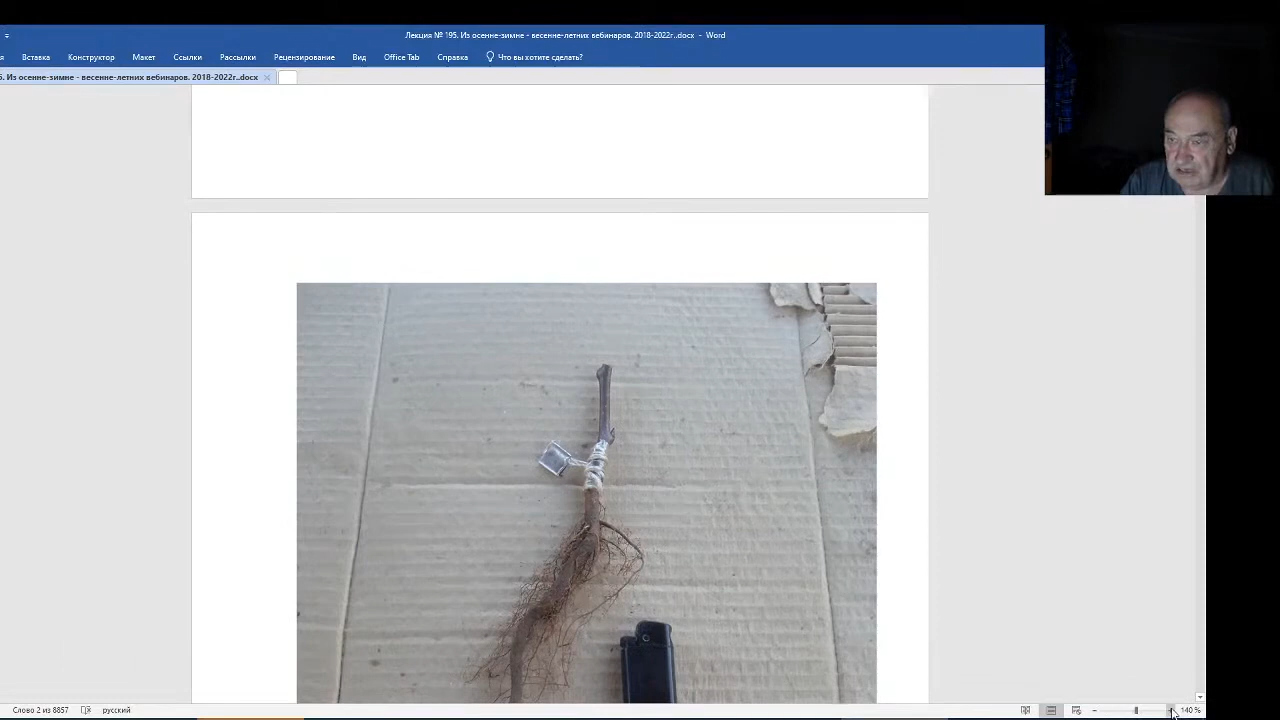 Лекция № 195. Из осенне-зимне - весенне-летних вебинаров. 2018-2022г..docx - Word
Вставка Конструктор Макет Ссылки Рассылки Рецензирование Вид Office Tab Справка Что вы хотите сделать?
5. Из осенне-зимне - весенне-летних вебинаров. 2018-2022г..docx
Слово 2 из 8857 русский 140 %